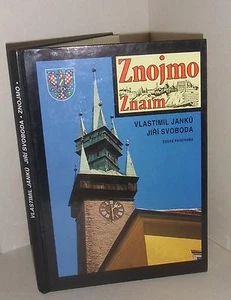 Znojmo
Znaim
VLASTIMIL JANKŮ
JIŘÍ SVOBODA
VLASTIMIL JANKŮ JIŘÍ SVOBODA • ZNOJMO •